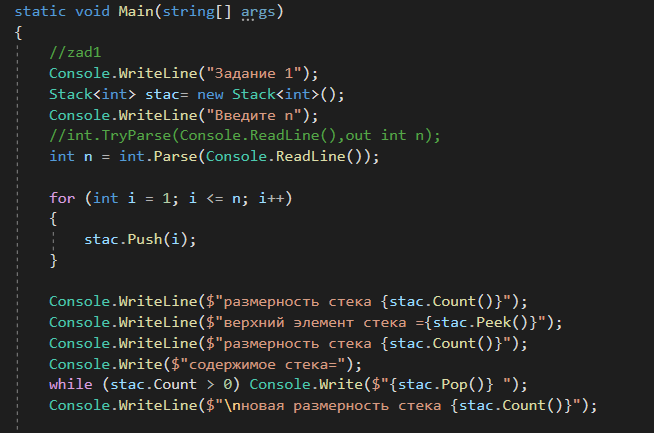 static void Main(string[] args)
{
//zad1
Console.WriteLine("Задание 1");
Stack<int> stac= new Stack<int>();
Console.WriteLine("Введите n");
//int.TryParse(Console.ReadLine(),out int n);
int n = int.Parse(Console.ReadLine());
for (int i = 1; i <= n; i++)
{
stac.Push(i);
}
Console.WriteLine($"размерность стека {stac.Count()}");
Console.WriteLine($"верхний элемент стека ={stac.Peek()}");
Console.WriteLine($"размерность стека {stac.Count()}");
Console.Write($"содержимое стека=");
while (stac.Count > 0) Console.Write($"{stac.Pop()} ");
Console.WriteLine($"\nновая размерность стека {stac.Count()}");